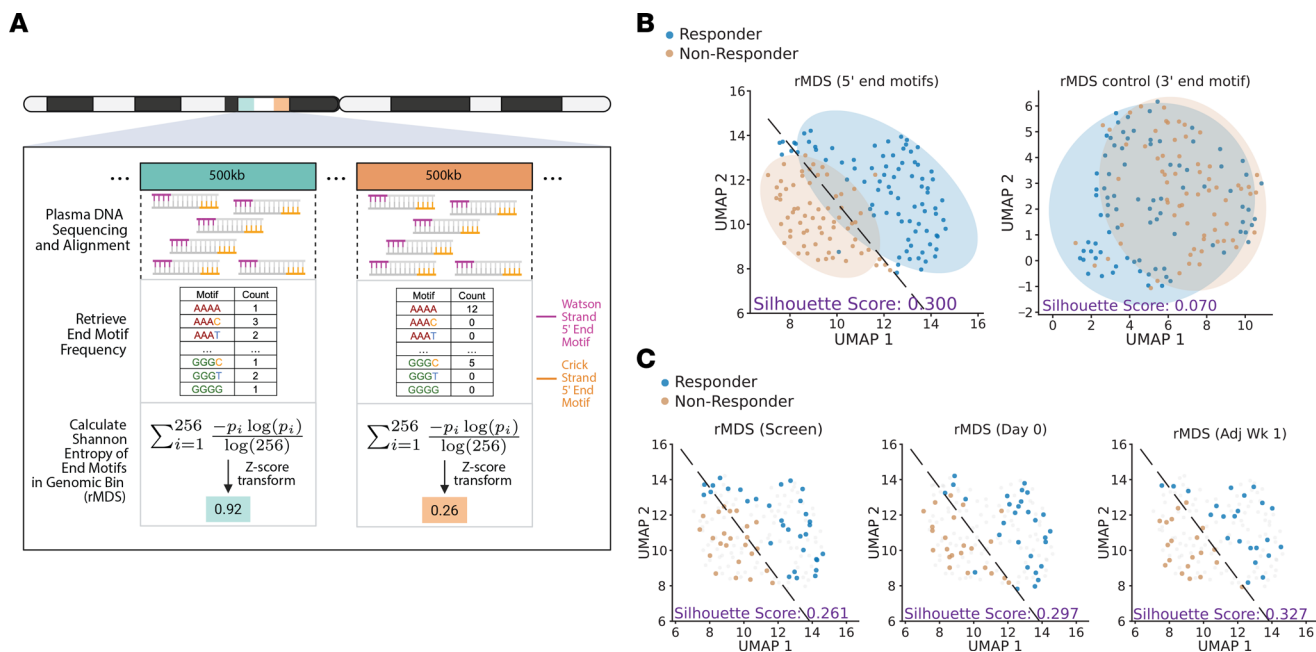 A
... 500kb ... 500kb ...
Plasma DNA
Sequencing
and Alignment
Retrieve
End Motif
Frequency
Motif Count
AAAA 1
AAAC 3
AAAT 2
... ...
GGGC 1
GGGT 2
GGGG 1
Motif Count
AAAA 12
AAAC 0
AAAT 0
... ...
GGGC 5
GGGT 0
GGGG 0
Watson
Strand
5' End
Motif
Crick
Strand
5' End
Motif
Calculate
Shannon
Entropy of
End Motifs
in Genomic Bin
(rMDS)
∑ 256 i=1 −pi log(pi) / log(256)
Z-score
transform
0.92
∑ 256 i=1 −pi log(pi) / log(256)
Z-score
transform
0.26
B
Responder
Non-Responder
rMDS (5' end motifs)
UMAP 2
16
14
12
10
8
6
Silhouette Score: 0.300
8 10 12 14 16
UMAP 1
rMDS control (3' end motif)
UMAP 2
6
5
4
3
2
1
0
−1
−2
Silhouette Score: 0.070
0 2 4 6 8 10
UMAP 1
C
Responder
Non-Responder
rMDS (Screen)
UMAP 2
16
14
12
10
8
6
Silhouette Score: 0.261
6 8 10 12 14 16
UMAP 1
rMDS (Day 0)
UMAP 2
16
14
12
10
8
6
Silhouette Score: 0.297
6 8 10 12 14 16
UMAP 1
rMDS (Adj Wk 1)
UMAP 2
16
14
12
10
8
6
Silhouette Score: 0.327
6 8 10 12 14 16
UMAP 1